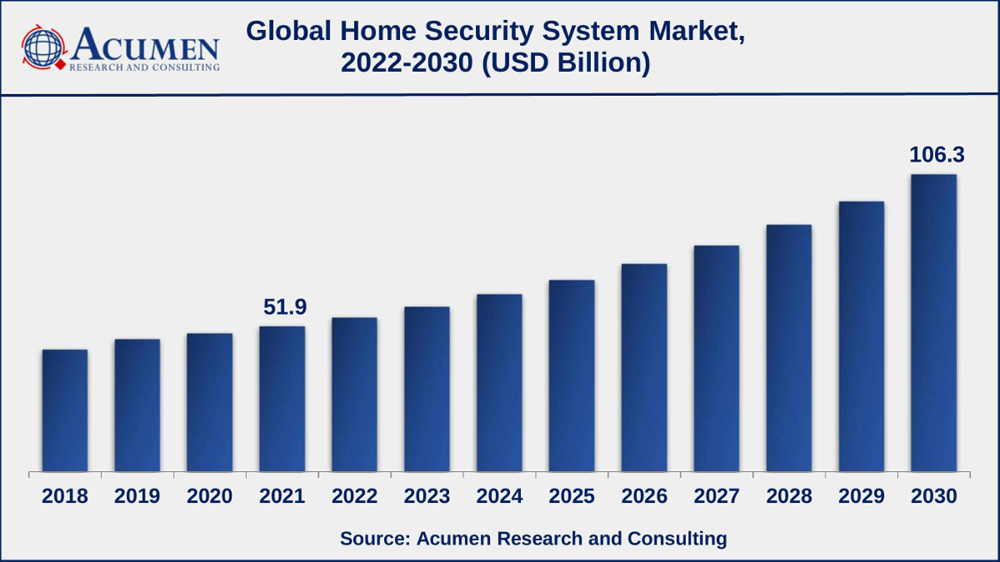 ACUMEN
RESEARCH AND CONSULTING
Global Home Security System Market,
2022-2030 (USD Billion)
106.3
51.9
2018 2019 2020 2021 2022 2023 2024 2025 2026 2027 2028 2029 2030
Source: Acumen Research and Consulting